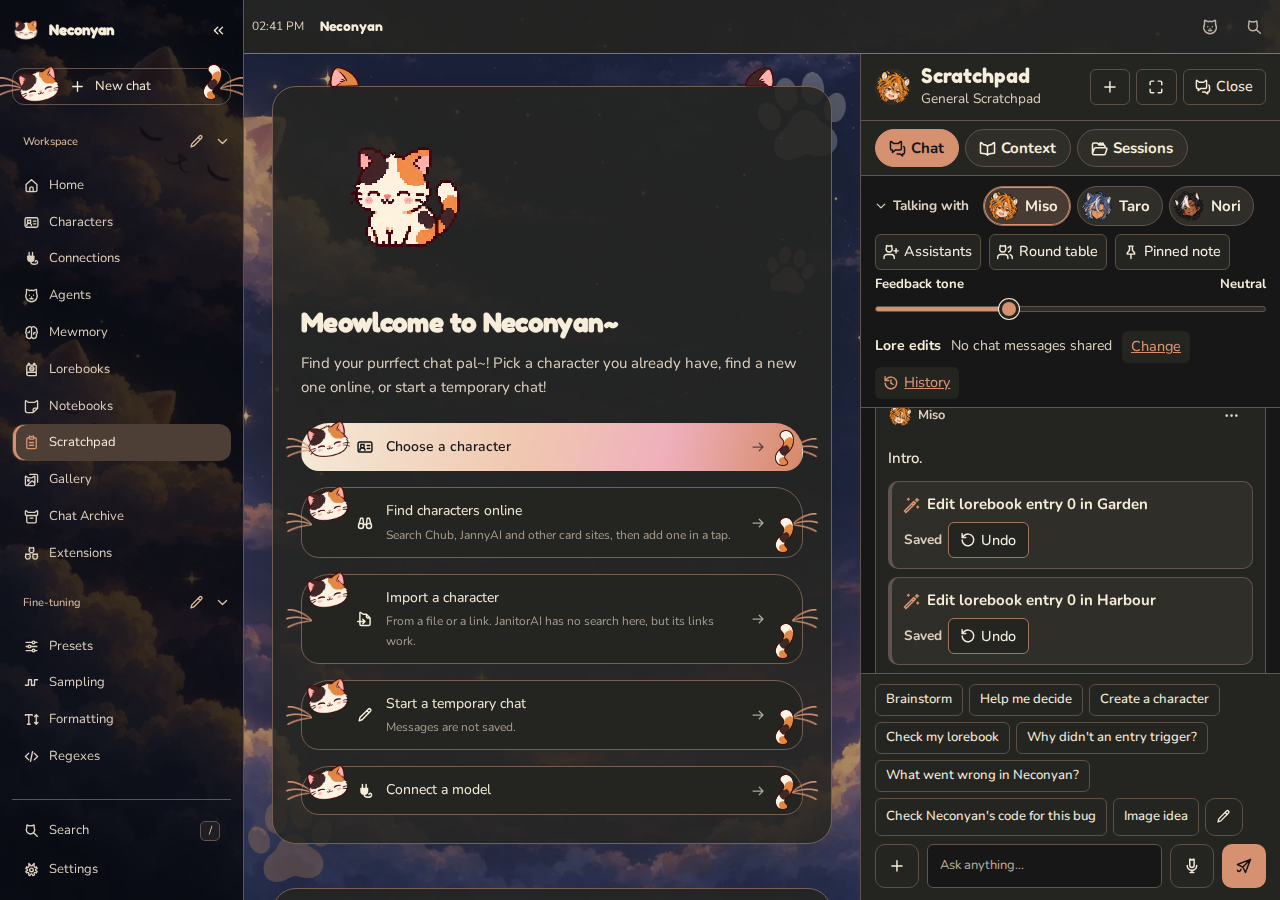 Neconyan
New chat
Workspace
Home
Characters
Connections
Agents
Mewmory
Lorebooks
Notebooks
Scratchpad
Gallery
Chat Archive
Extensions
Fine-tuning
Presets
Sampling
Formatting
Regexes
Search
/
Settings
02:41 PM
Neconyan
Meowlcome to Neconyan~
Find your purrfect chat pal~! Pick a character you already have, find a new
one online, or start a temporary chat!
Choose a character
Find characters online
Search Chub, JannyAI and other card sites, then add one in a tap.
Import a character
From a file or a link. JanitorAI has no search here, but its links
work.
Start a temporary chat
Messages are not saved.
Connect a model
Scratchpad
General Scratchpad
Close
Chat
Context
Sessions
Talking with
Miso
Taro
Nori
Assistants
Round table
Pinned note
Feedback tone
Neutral
Lore edits
No chat messages shared
Change
History
Miso
Intro.
Edit lorebook entry 0 in Garden
Saved
Undo
Edit lorebook entry 0 in Harbour
Saved
Undo
Brainstorm
Help me decide
Create a character
Check my lorebook
Why didn't an entry trigger?
What went wrong in Neconyan?
Check Neconyan's code for this bug
Image idea
Ask anything...